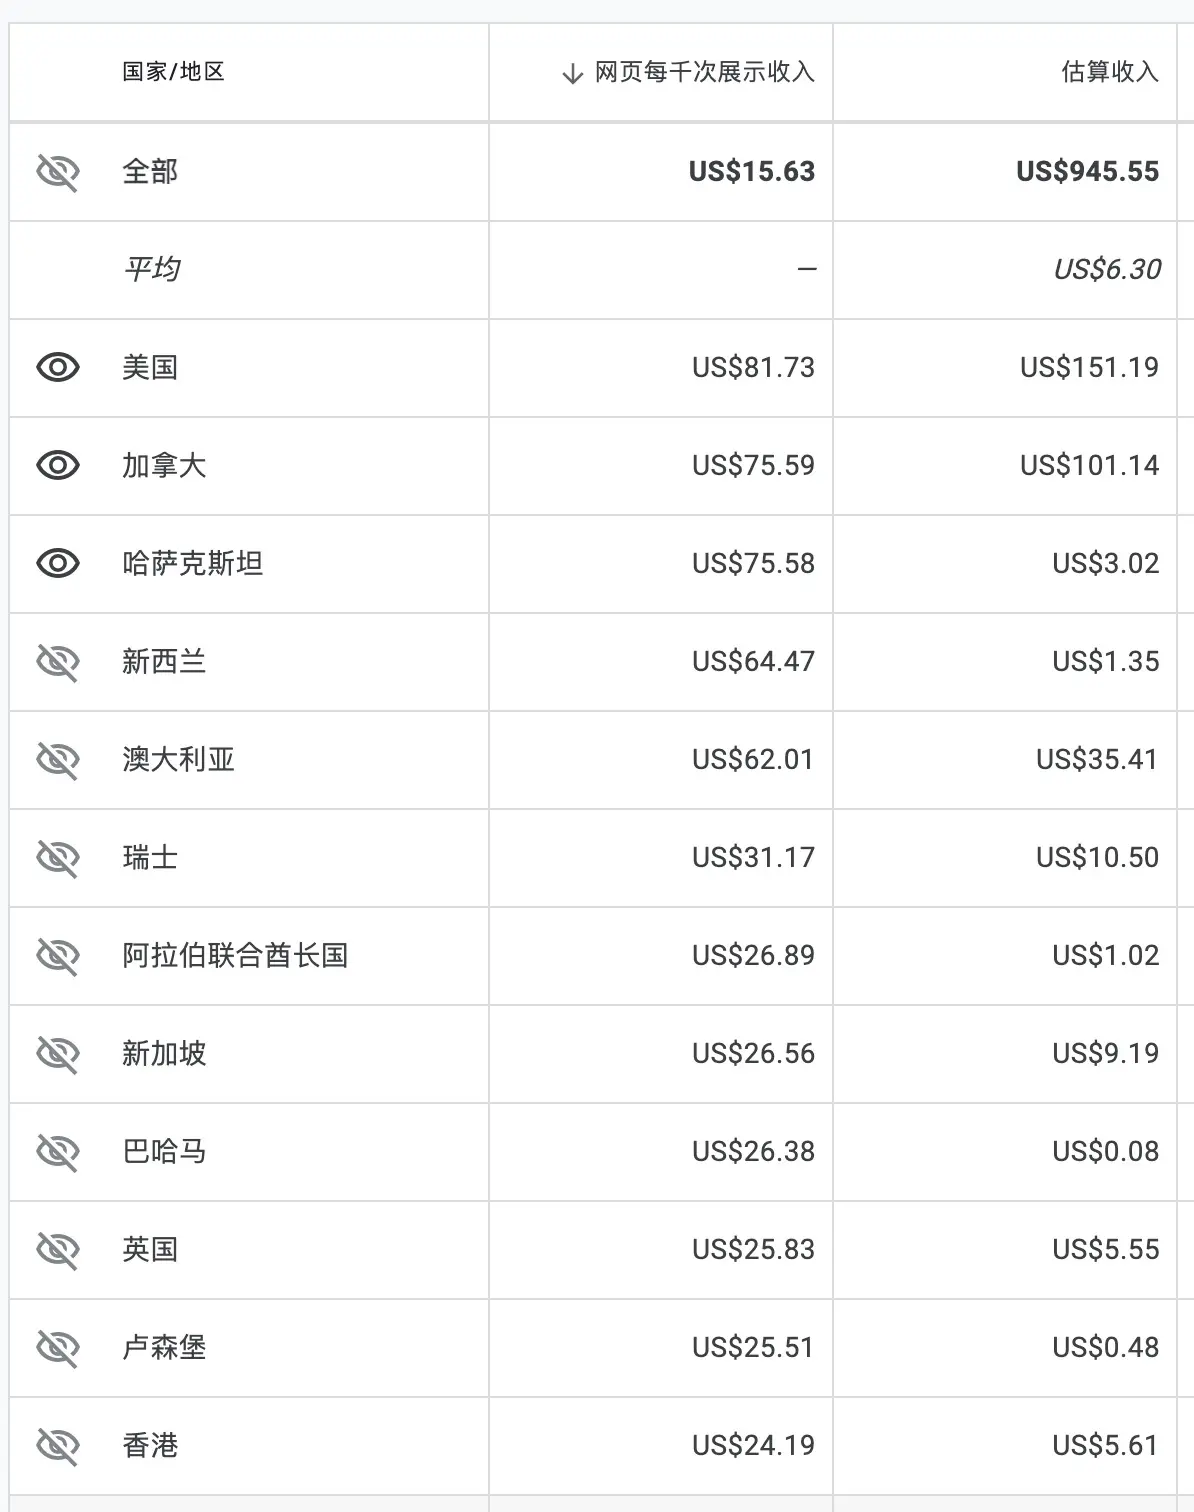 国家/地区 ↓ 网页每千次展示收入 估算收入
全部 US$15.63 US$945.55
平均 — US$6.30
美国 US$81.73 US$151.19
加拿大 US$75.59 US$101.14
哈萨克斯坦 US$75.58 US$3.02
新西兰 US$64.47 US$1.35
澳大利亚 US$62.01 US$35.41
瑞士 US$31.17 US$10.50
阿拉伯联合酋长国 US$26.89 US$1.02
新加坡 US$26.56 US$9.19
巴哈马 US$26.38 US$0.08
英国 US$25.83 US$5.55
卢森堡 US$25.51 US$0.48
香港 US$24.19 US$5.61